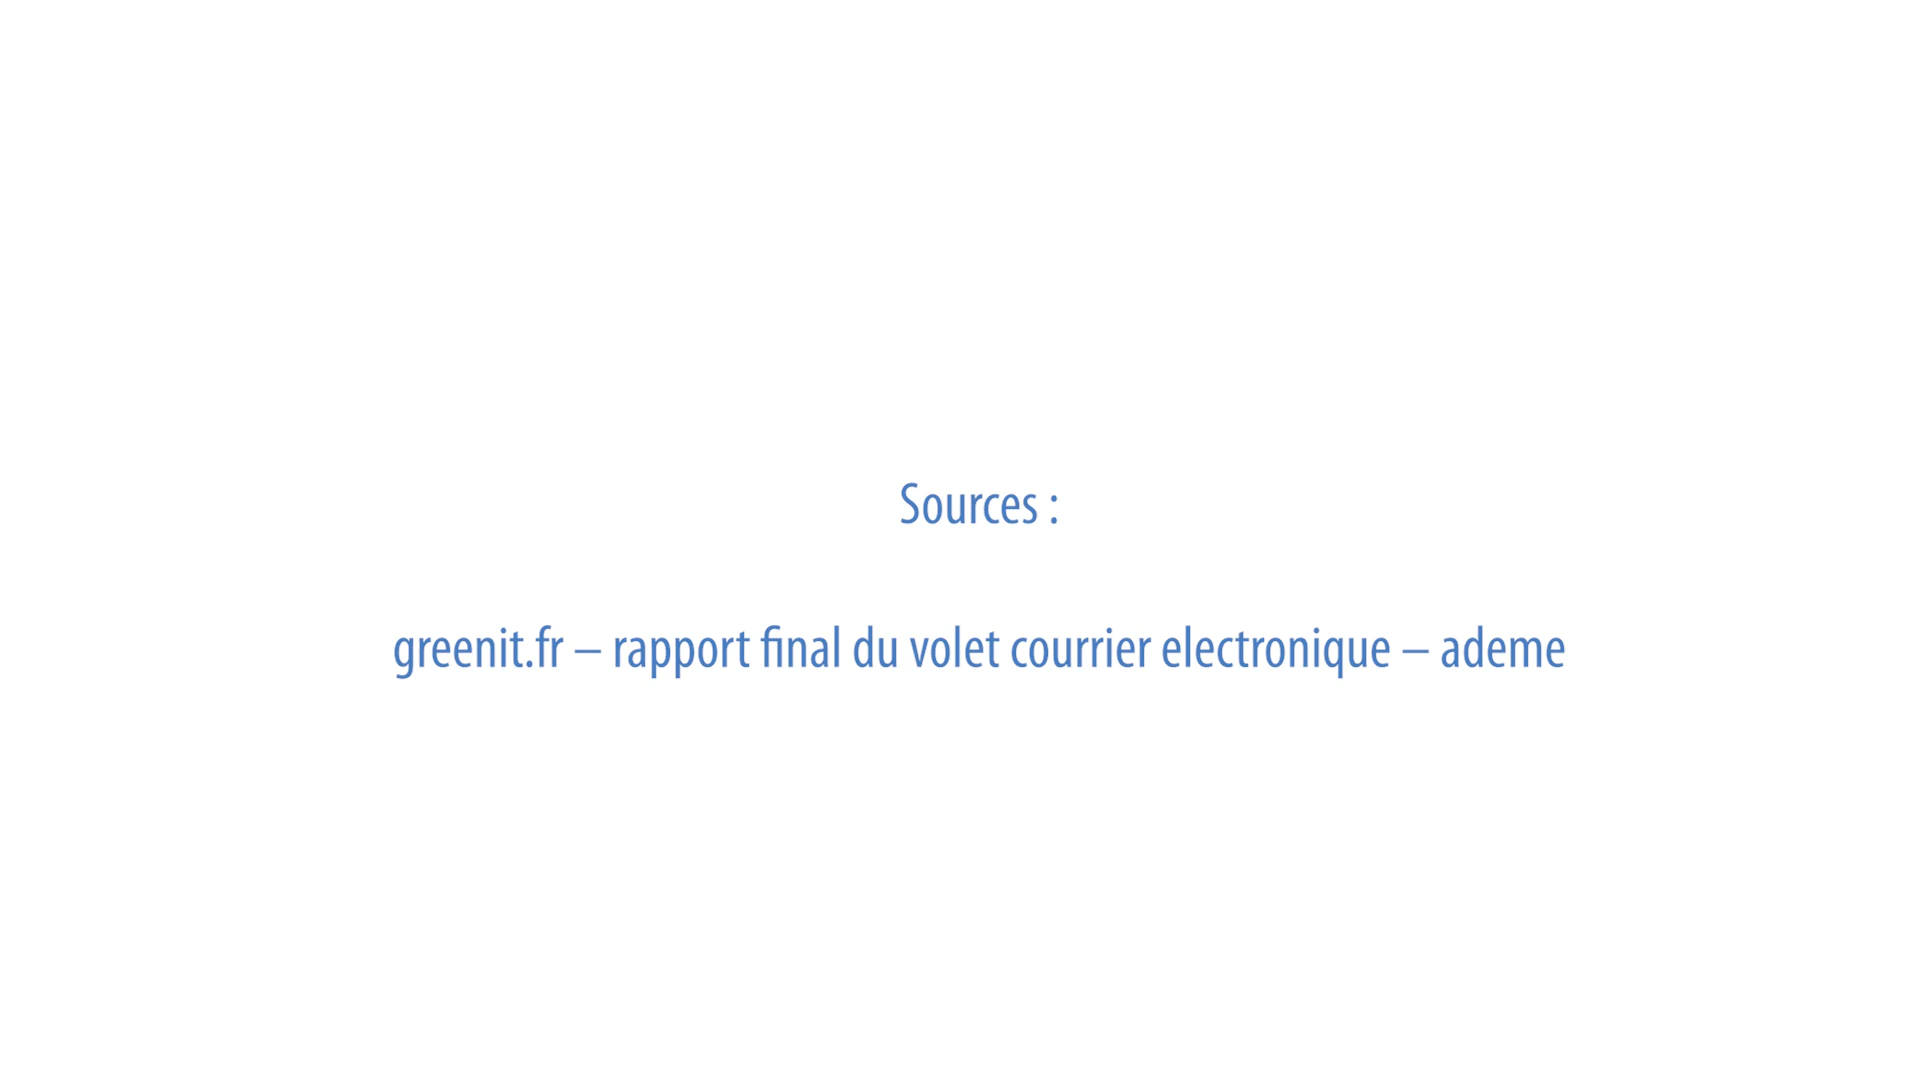 Sources :
greenit.fr – rapport final du volet courrier electronique – ademe